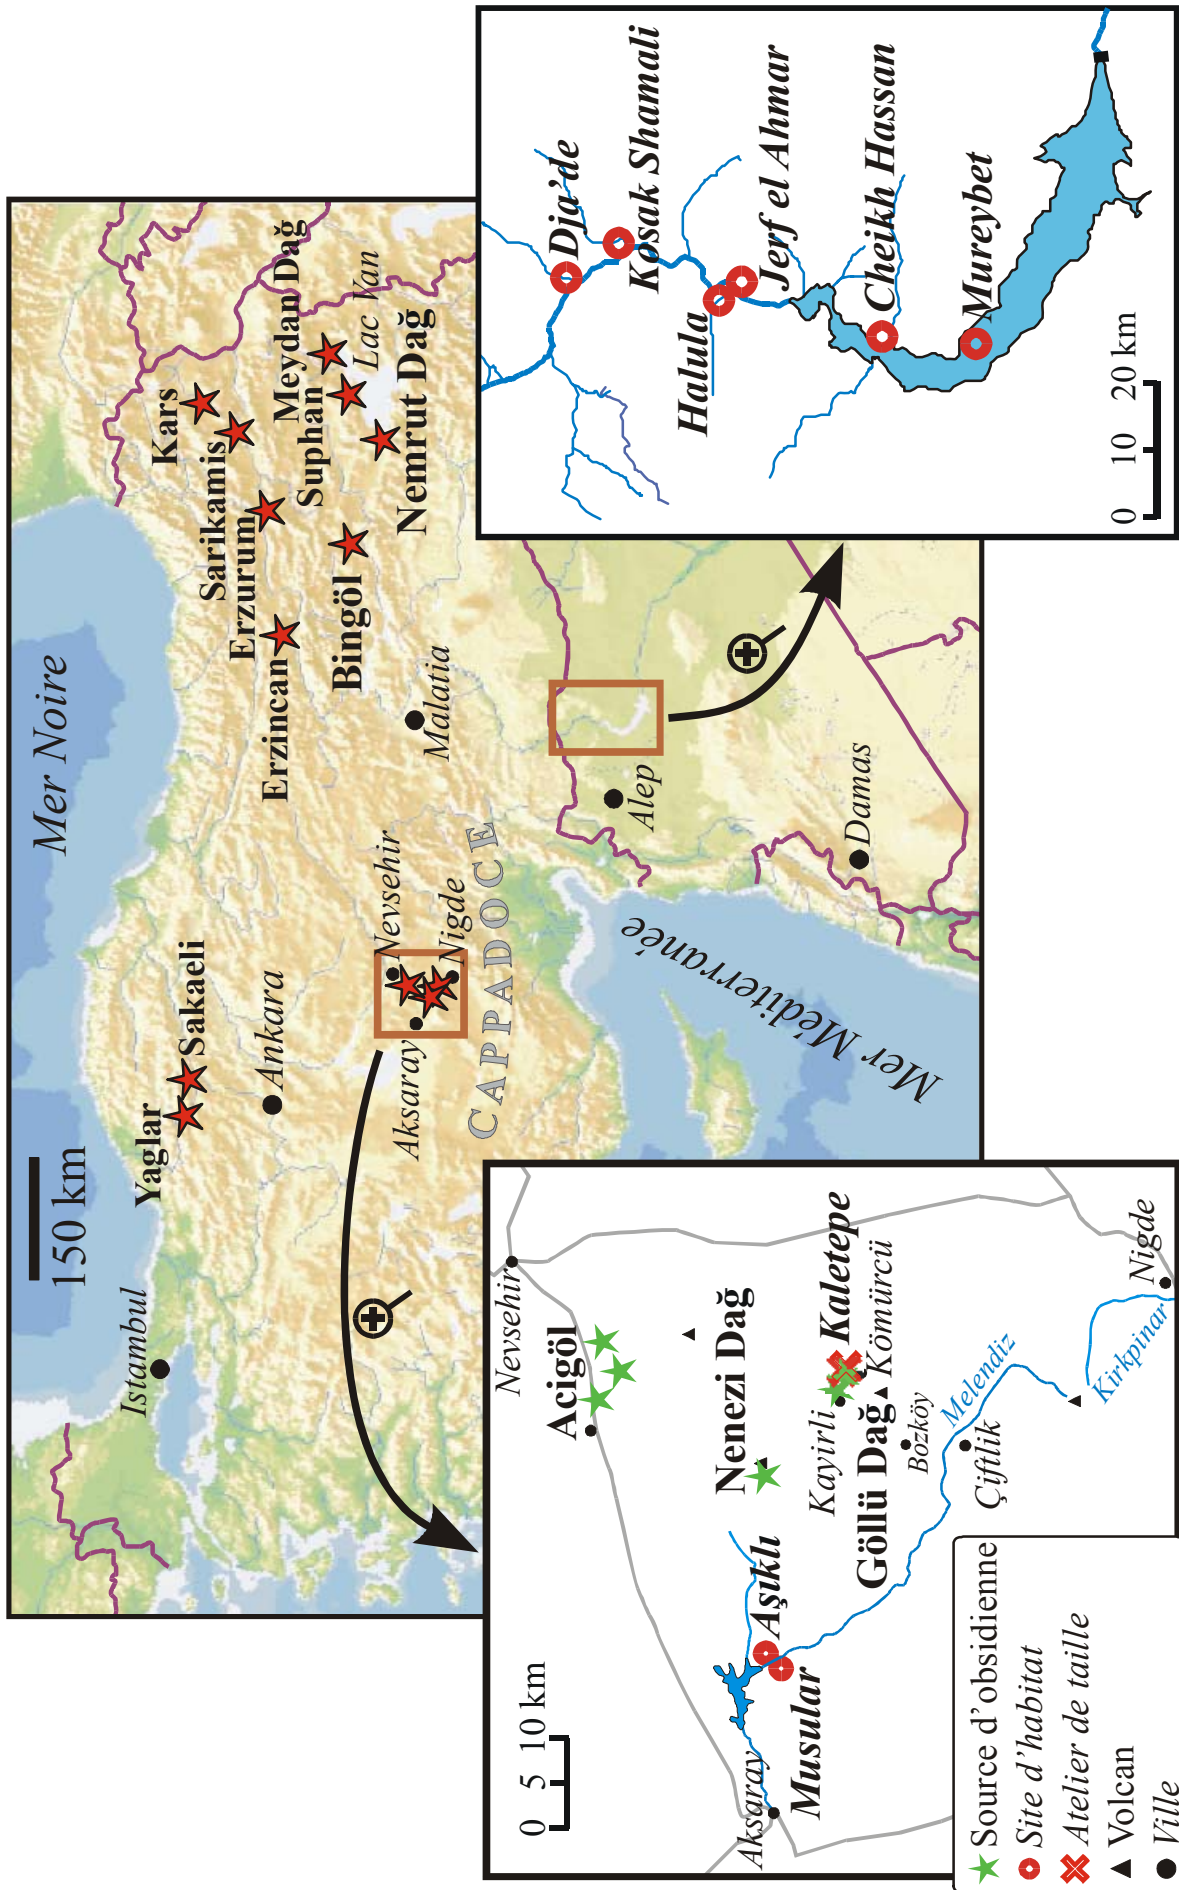 Mer Noire
150 km
Istambul
Yaglar
Sakaeli
Ankara
Kars
Sarikamis
Erzurum
Erzincan
Bingöl
Meydan Dağ
Suphan
Lac Van
Nemrut Dağ
Malatia
Nevsehir
Nigde
Aksaray
CAPPADOCE
Alep
Damas
Mer Méditerranée
Nevsehir
Acigöl
Nenezi Dağ
Kaletepe
Kömürcü
Kayirli
Göllü Dağ
Bozköy
Melendiz
Çiftlik
Kirkpinar
Nigde
Aşıklı
Musular
Aksaray
0 5 10 km
Source d'obsidienne
Site d'habitat
Atelier de taille
Volcan
Ville
Dja'de
Kosak Shamali
Halula
Jerf el Ahmar
Cheikh Hassan
Mureybet
0 10 20 km